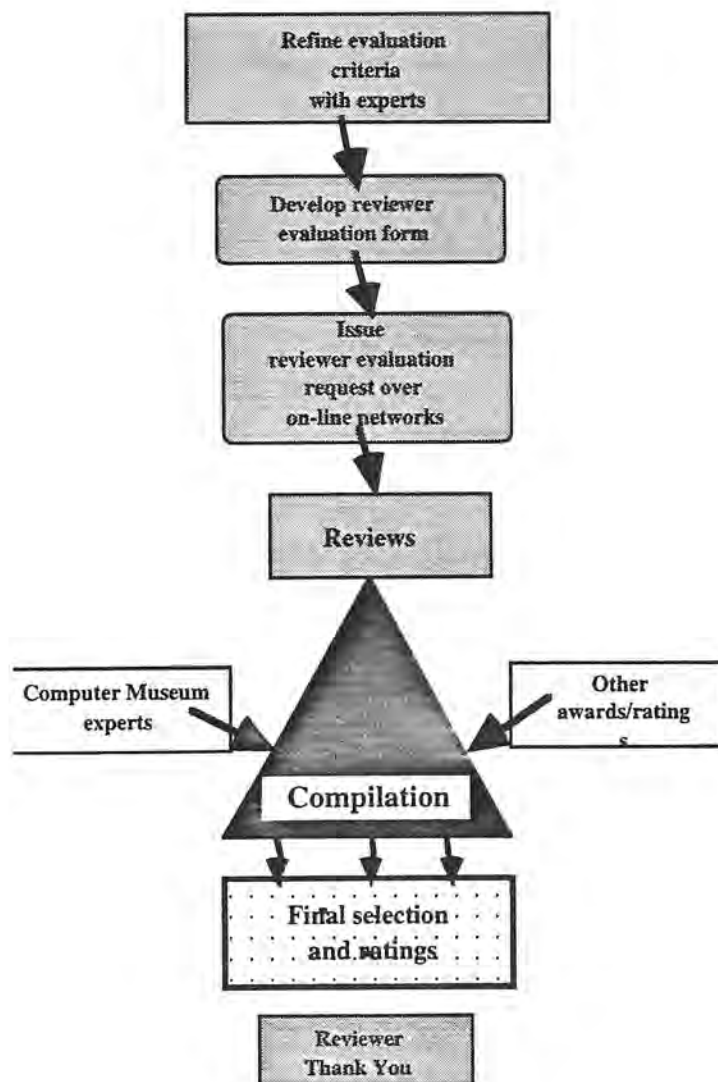 Refine evaluation
criteria
with experts
Develop reviewer
evaluation form
Issue
reviewer evaluation
request over
on-line networks
Reviews
Computer Museum
experts
Other
awards/rating
s
Compilation
Final selection
and ratings
Reviewer
Thank You